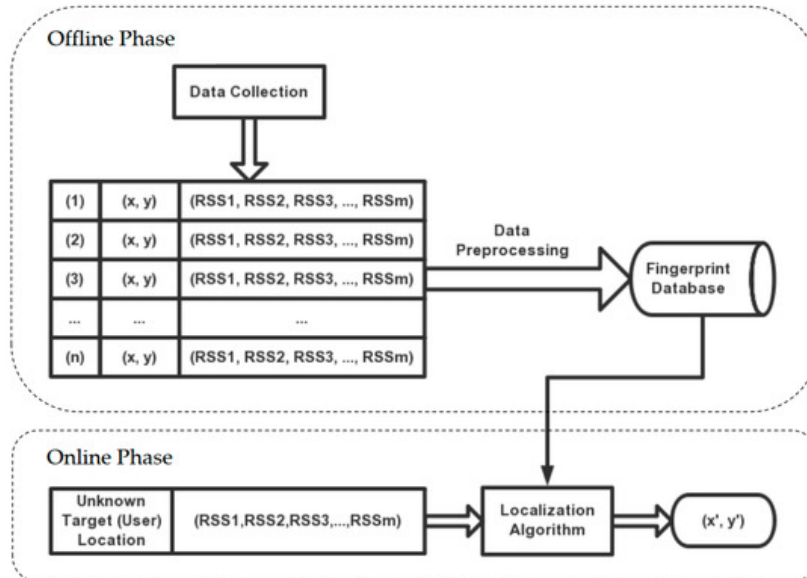 Offline Phase
Data Collection
(1) (x, y) (RSS1, RSS2, RSS3, ..., RSSm)
(2) (x, y) (RSS1, RSS2, RSS3, ..., RSSm)
(3) (x, y) (RSS1, RSS2, RSS3, ..., RSSm)
... ... ...
(n) (x, y) (RSS1, RSS2, RSS3, ..., RSSm)
Data
Preprocessing
Fingerprint
Database
Online Phase
Unknown
Target (User)
Location
(RSS1,RSS2,RSS3,...,RSSm)
Localization
Algorithm
(x', y')